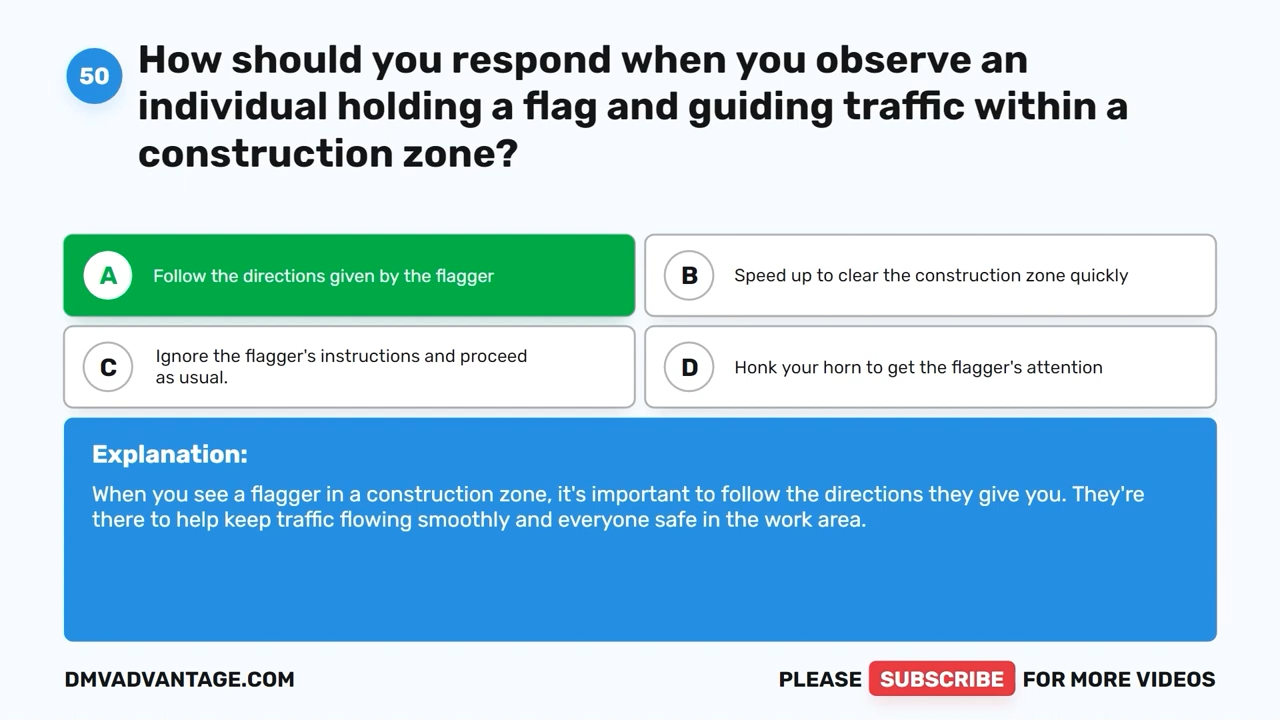 50
How should you respond when you observe an
individual holding a flag and guiding traffic within a
construction zone?
A
Follow the directions given by the flagger
B
Speed up to clear the construction zone quickly
C
Ignore the flagger's instructions and proceed
as usual.
D
Honk your horn to get the flagger's attention
Explanation:
When you see a flagger in a construction zone, it's important to follow the directions they give you. They're
there to help keep traffic flowing smoothly and everyone safe in the work area.
DMVADVANTAGE.COM
PLEASE SUBSCRIBE FOR MORE VIDEOS